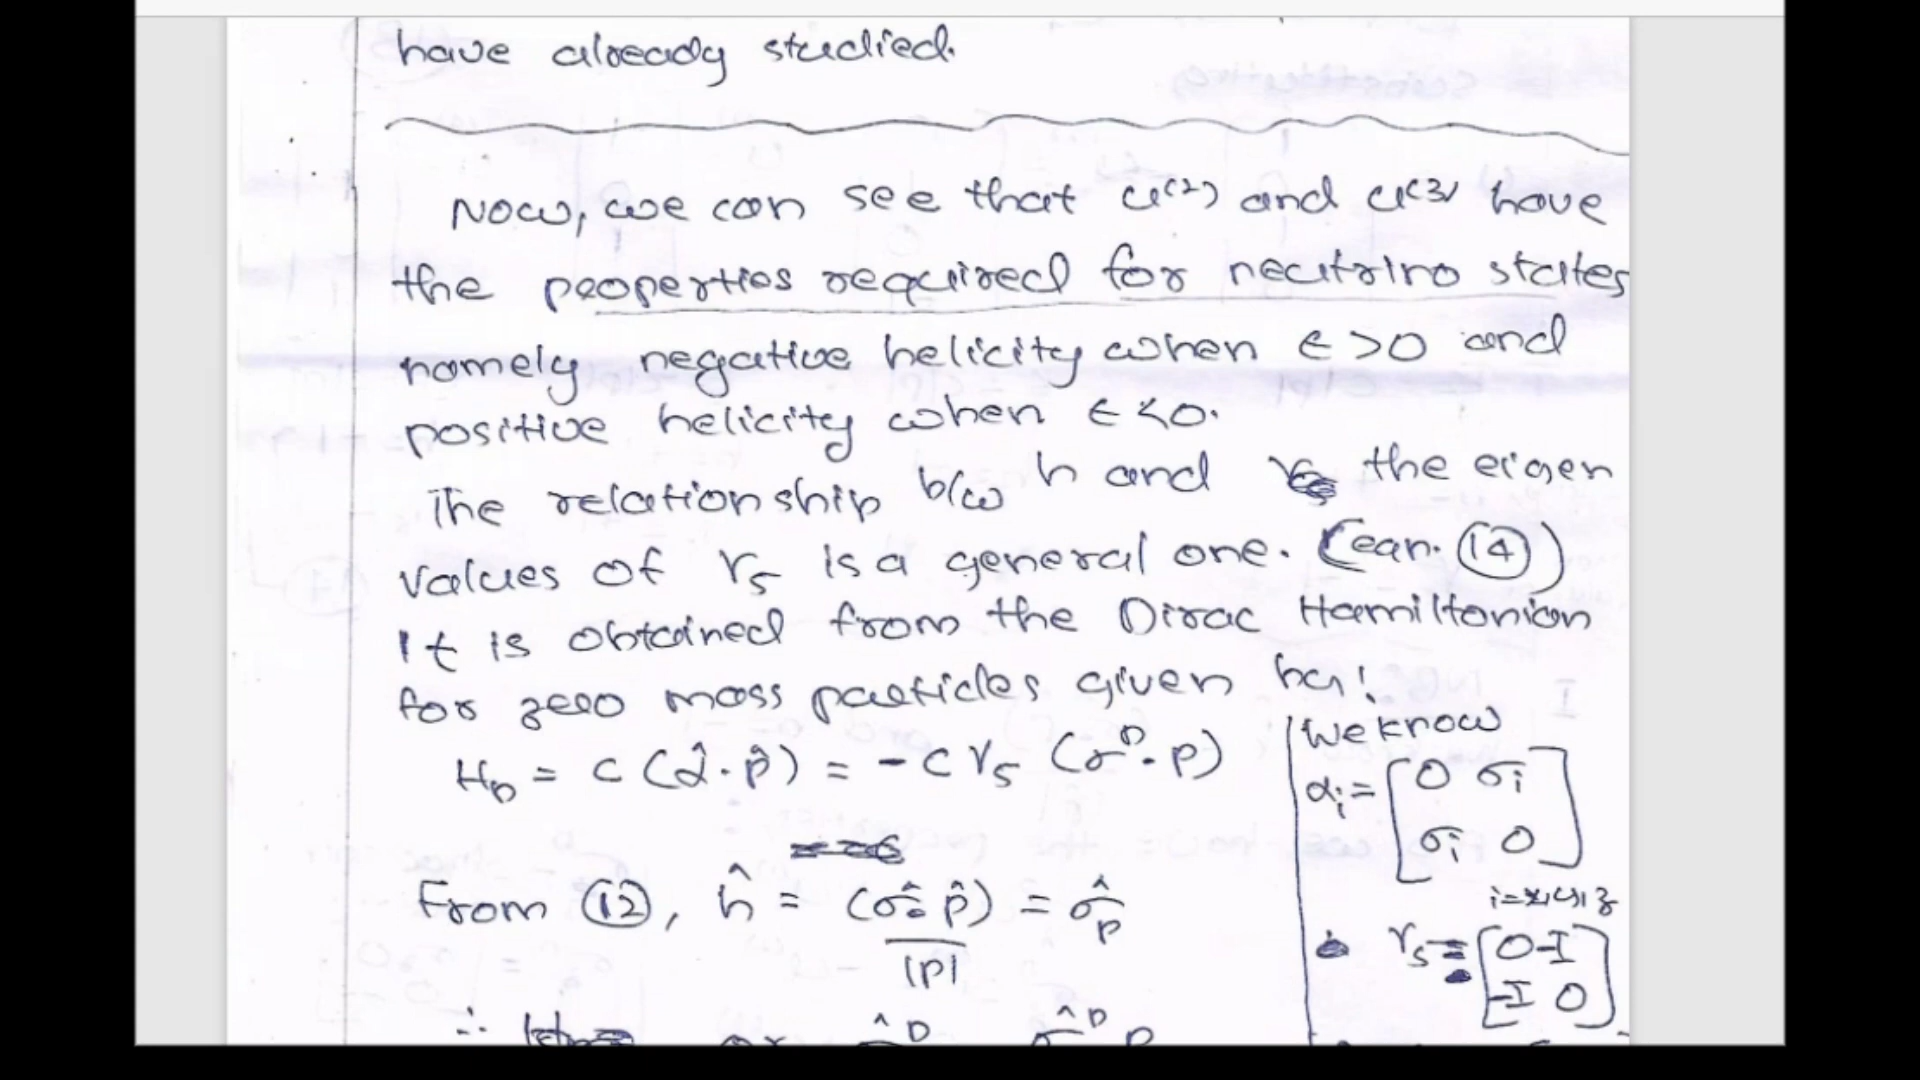 have already studied.
Now, we can see that u⁽²⁾ and u⁽³⁾ have
the properties required for neutrino states
namely negative helicity when ϵ >0 and
positive helicity when ϵ <0.
The relationship b/w h and the eigen
values of γ₅ is a general one. (eqn. (14))
It is obtained from the Dirac Hamiltonian
for zero mass particles given by!
H_D = c (α̂ . p̂) = -c γ₅ (σᴰ . p)
We know
αᵢ = [0 σᵢ
σᵢ 0]
i=x,y,z
From (12), ĥ = (σ̂ . p̂) / |p| = σ̂ₚ
γ₅ = [0 -I
-I 0]